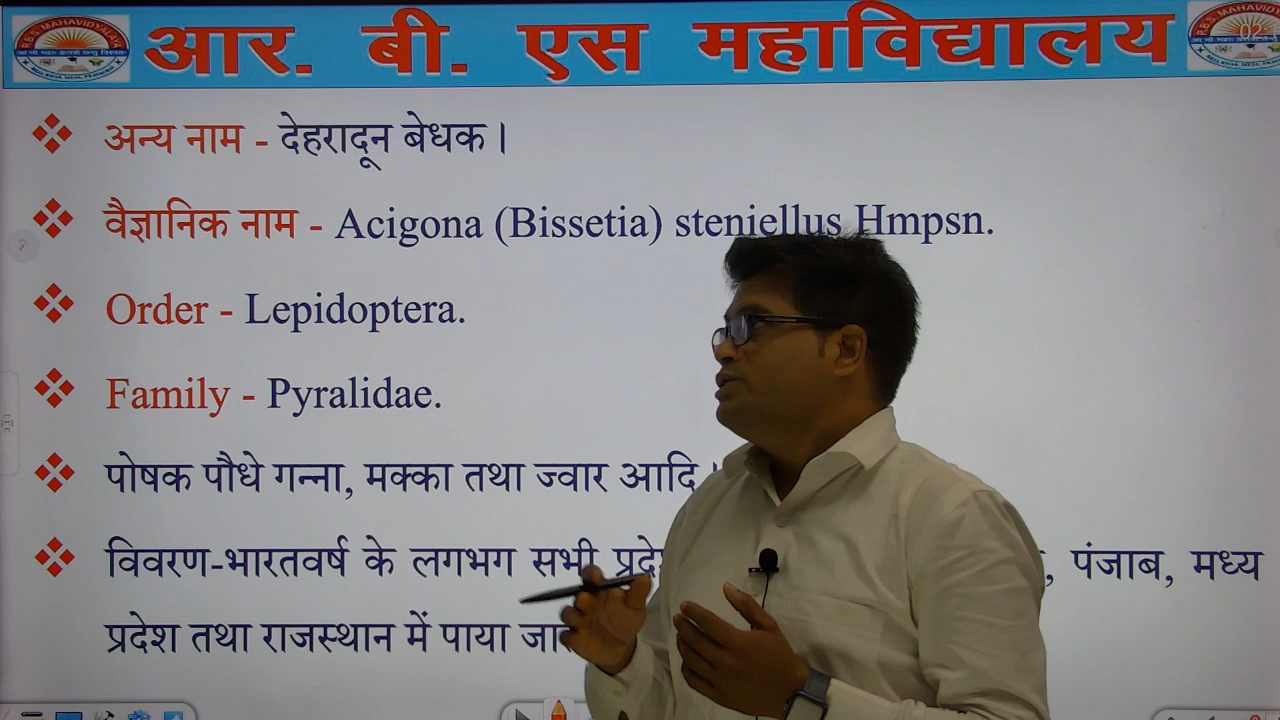 आर. बी. एस महाविद्यालय
अन्य नाम - देहरादून बेधक।
वैज्ञानिक नाम - Acigona (Bissetia) steniellus Hmpsn.
Order - Lepidoptera.
Family - Pyralidae.
पोषक पौधे गन्ना, मक्का तथा ज्वार आदि।
विवरण-भारतवर्ष के लगभग सभी , पंजाब, मध्य
प्रदेश तथा राजस्थान में पाया